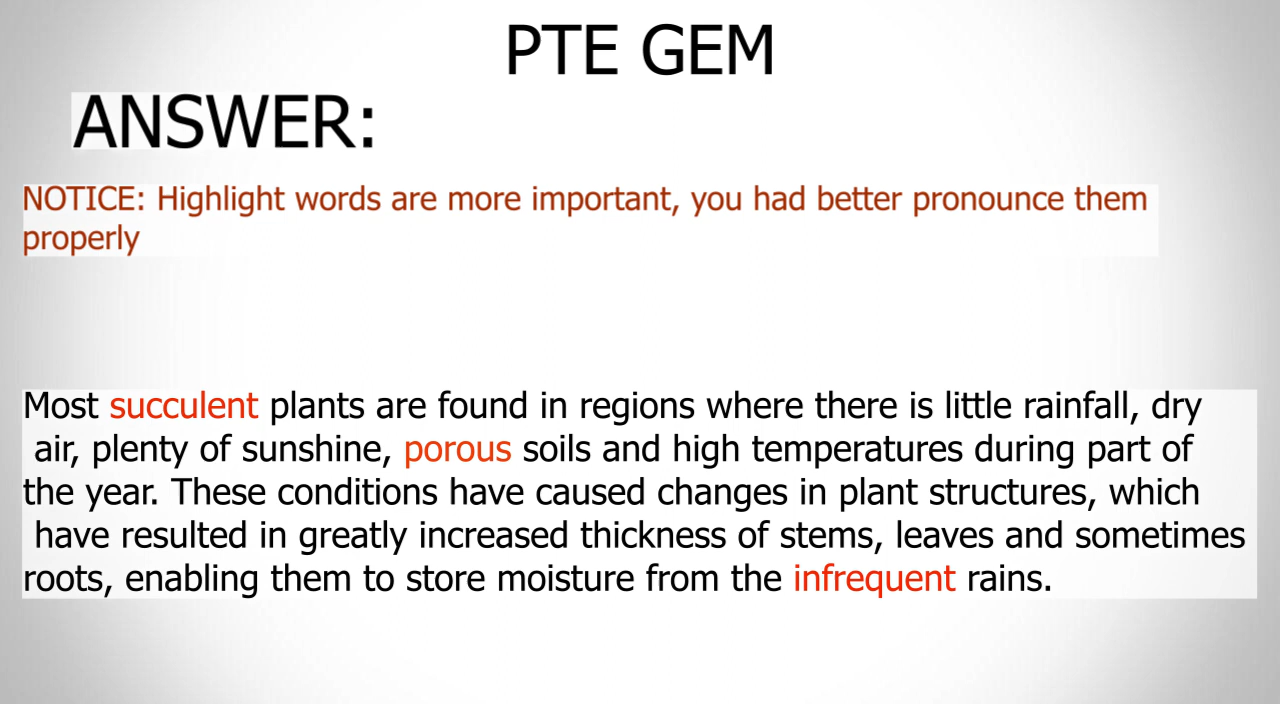 PTE GEM
ANSWER:
NOTICE: Highlight words are more important, you had better pronounce them
properly
Most succulent plants are found in regions where there is little rainfall, dry
air, plenty of sunshine, porous soils and high temperatures during part of
the year. These conditions have caused changes in plant structures, which
have resulted in greatly increased thickness of stems, leaves and sometimes
roots, enabling them to store moisture from the infrequent rains.